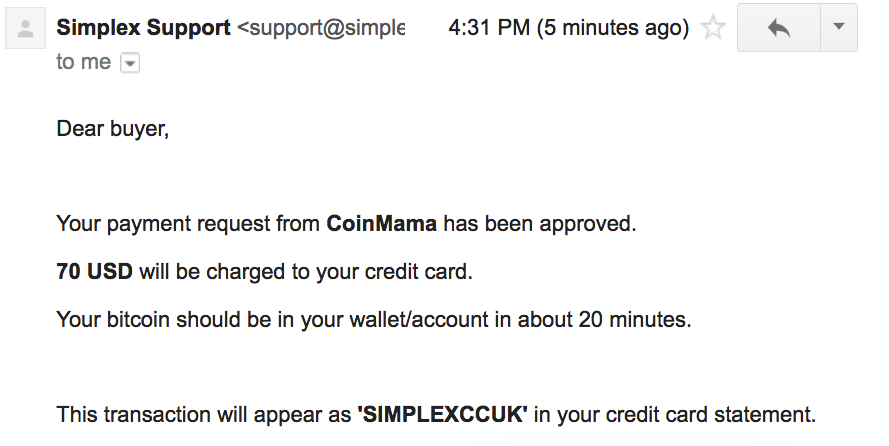 Simplex Support <support@simple 4:31 PM (5 minutes ago)
to me
Dear buyer,
Your payment request from CoinMama has been approved.
70 USD will be charged to your credit card.
Your bitcoin should be in your wallet/account in about 20 minutes.
This transaction will appear as 'SIMPLEXCCUK' in your credit card statement.